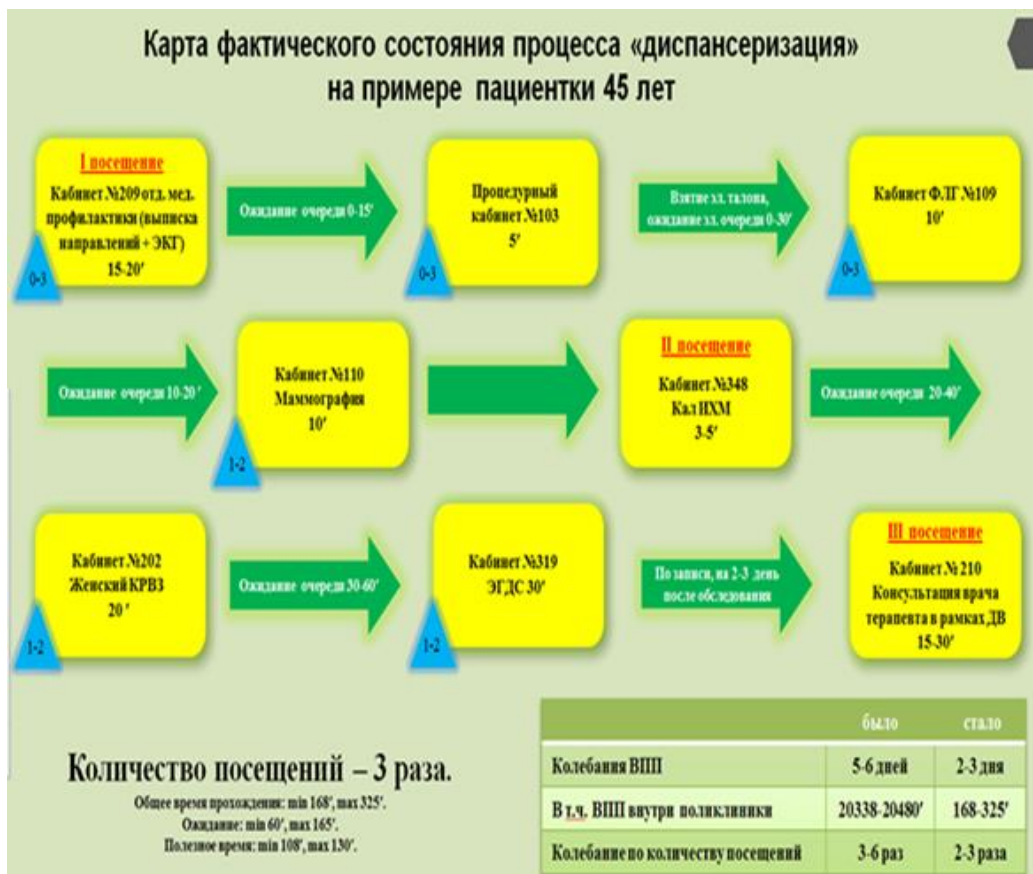 Карта фактического состояния процесса «диспансеризация»
на примере пациентки 45 лет
I посещение
Кабинет №209 отд. мед.
профилактики (выписка
направлений + ЭКГ)
15-20'
0-3
Ожидание очереди 0-15'
Процедурный
кабинет №103
5'
0-3
Взятие эл. талона,
ожидание эл. очереди 0-30'
Кабинет ФЛГ №109
10'
0-3
Ожидание очереди 10-20'
Кабинет №110
Маммография
10'
1-2
II посещение
Кабинет №348
Кал ИХМ
3-5'
Ожидание очереди 20-40'
Кабинет №202
Женский КРВЗ
20'
1-2
Ожидание очереди 30-60'
Кабинет №319
ЭГДС 30'
1-2
По записи, на 2-3 день
после обследования
III посещение
Кабинет № 210
Консультация врача
терапевта в рамках ДВ
15-30'
Количество посещений – 3 раза.
Общее время прохождения: min 168', max 325'.
Ожидание: min 60', max 165'.
Полезное время: min 108', max 130'.
было стало
Колебания ВПП 5-6 дней 2-3 дня
В т.ч. ВПП внутри поликлиники 20338-20480' 168-325'
Колебание по количеству посещений 3-6 раз 2-3 раза